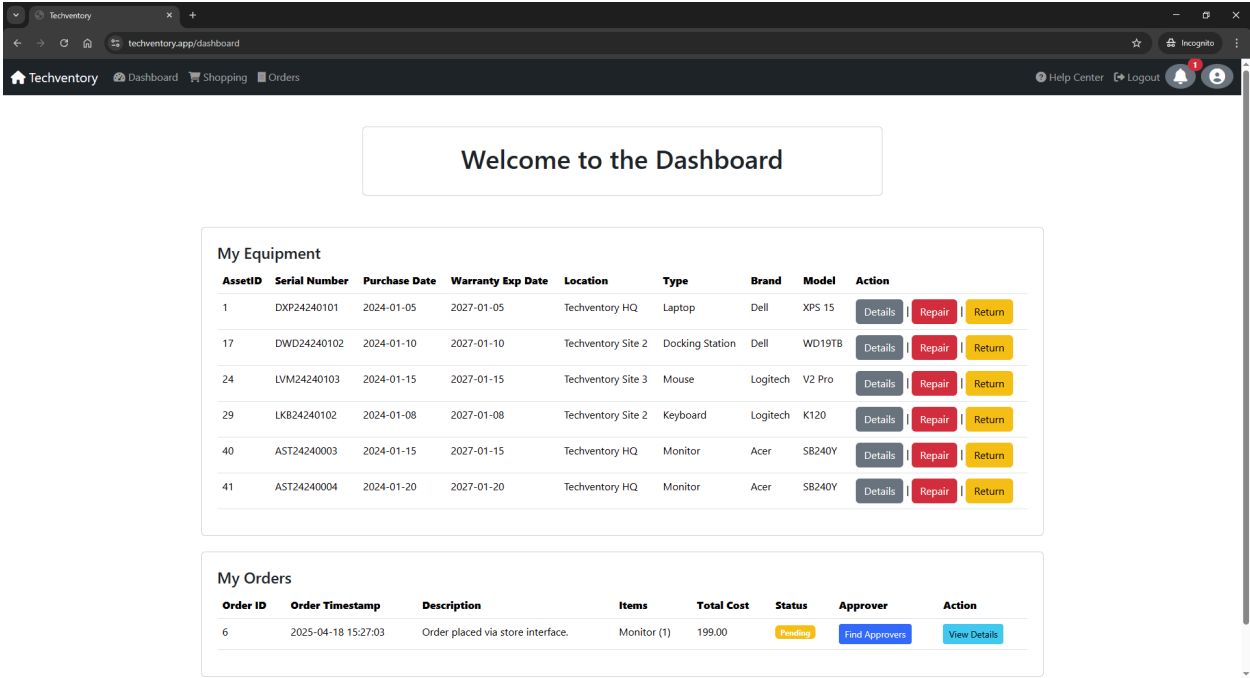 Techventory
techventory.app/dashboard
Incognito
Techventory Dashboard Shopping Orders Help Center Logout 1
Welcome to the Dashboard
My Equipment
AssetID Serial Number Purchase Date Warranty Exp Date Location Type Brand Model Action
1 DXP24240101 2024-01-05 2027-01-05 Techventory HQ Laptop Dell XPS 15 Details | Repair | Return
17 DWD24240102 2024-01-10 2027-01-10 Techventory Site 2 Docking Station Dell WD19TB Details | Repair | Return
24 LVM24240103 2024-01-15 2027-01-15 Techventory Site 3 Mouse Logitech V2 Pro Details | Repair | Return
29 LKB24240102 2024-01-08 2027-01-08 Techventory Site 2 Keyboard Logitech K120 Details | Repair | Return
40 AST24240003 2024-01-15 2027-01-15 Techventory HQ Monitor Acer SB240Y Details | Repair | Return
41 AST24240004 2024-01-20 2027-01-20 Techventory HQ Monitor Acer SB240Y Details | Repair | Return
My Orders
Order ID Order Timestamp Description Items Total Cost Status Approver Action
6 2025-04-18 15:27:03 Order placed via store interface. Monitor (1) 199.00 Pending Find Approvers View Details